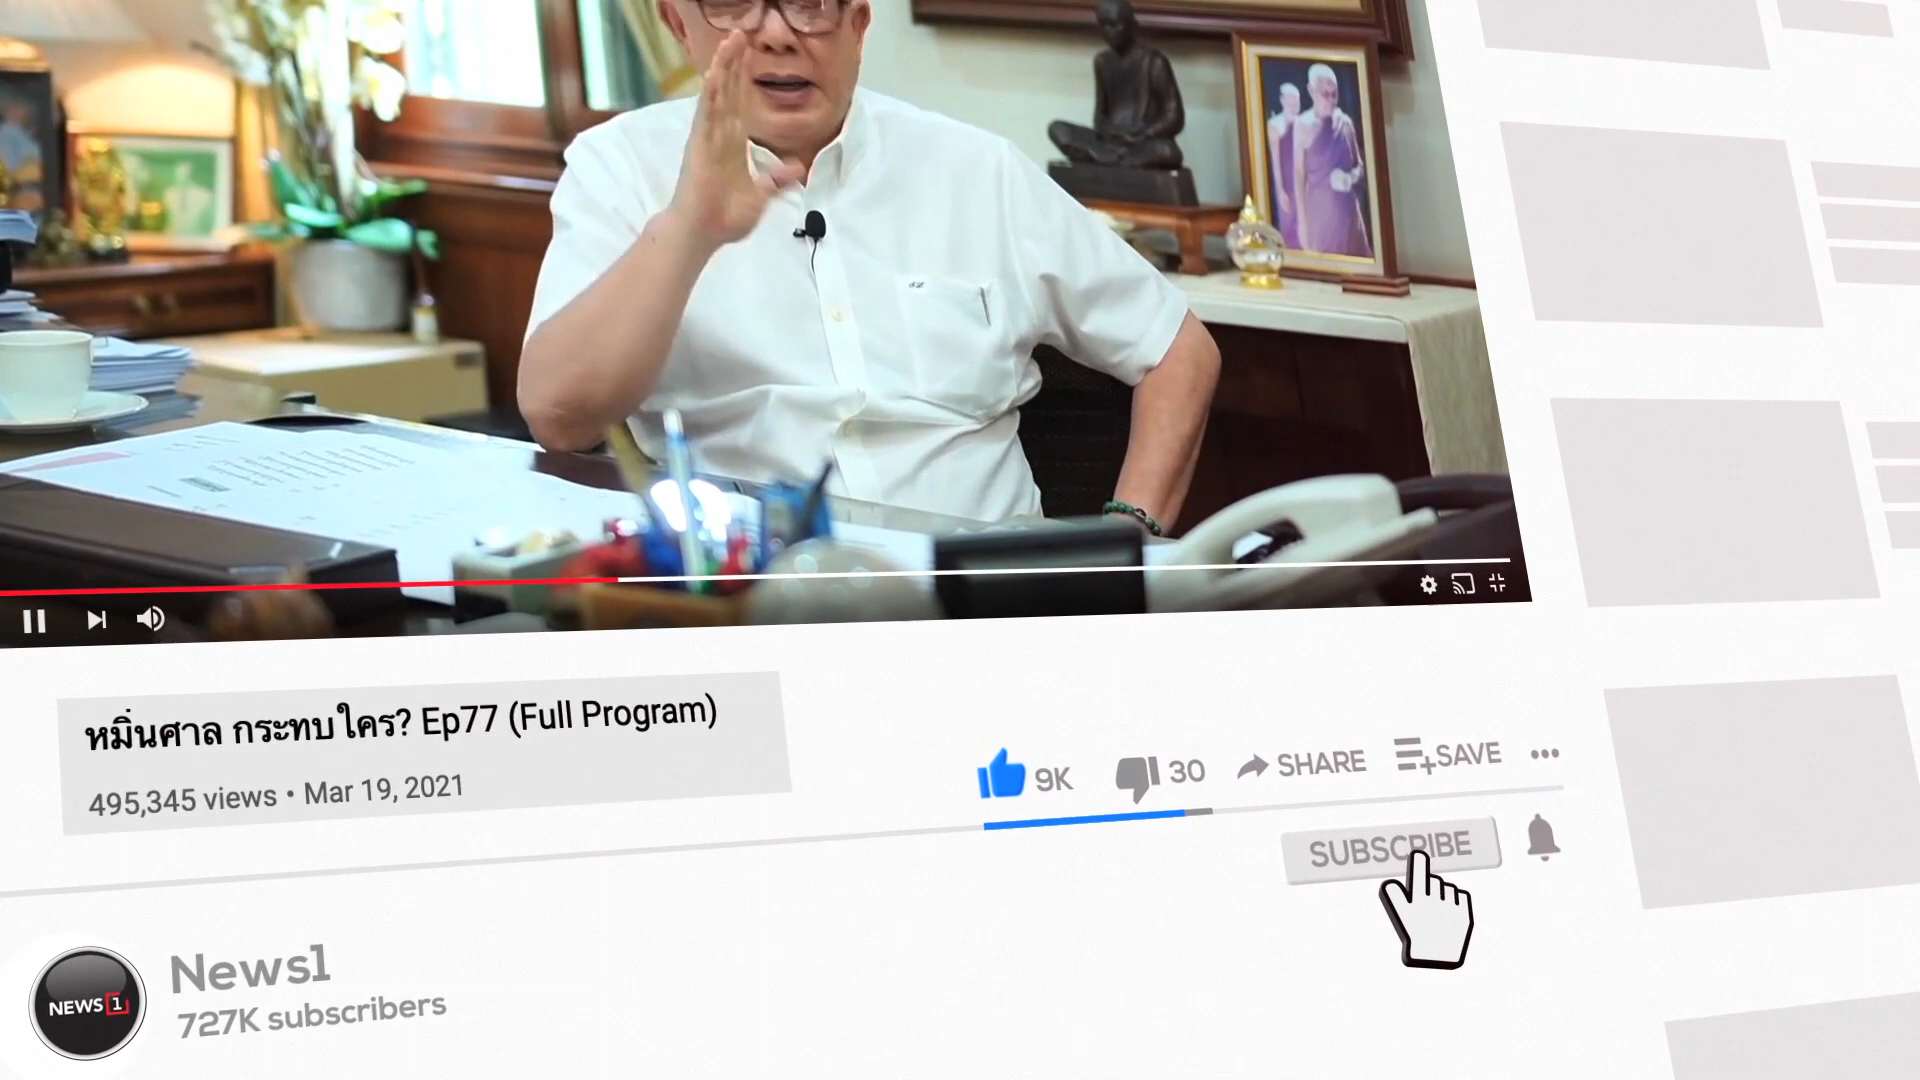 หมิ่นศาล กระทบใคร? Ep77 (Full Program)
495,345 views • Mar 19, 2021
9K
30
SHARE
SAVE
SUBSCRIBE
NEWS 1
News1
727K subscribers